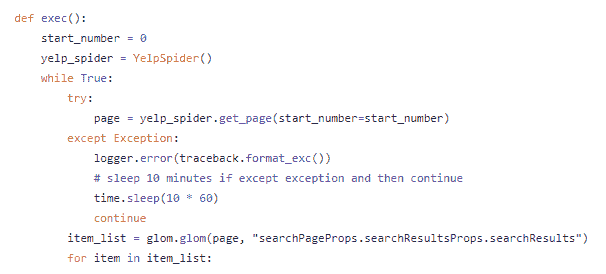 def exec():
    start_number = 0
    yelp_spider = YelpSpider()
    while True:
        try:
            page = yelp_spider.get_page(start_number=start_number)
        except Exception:
            logger.error(traceback.format_exc())
            # sleep 10 minutes if except exception and then continue
            time.sleep(10 * 60)
            continue
        item_list = glom.glom(page, "searchPageProps.searchResultsProps.searchResults")
        for item in item_list: